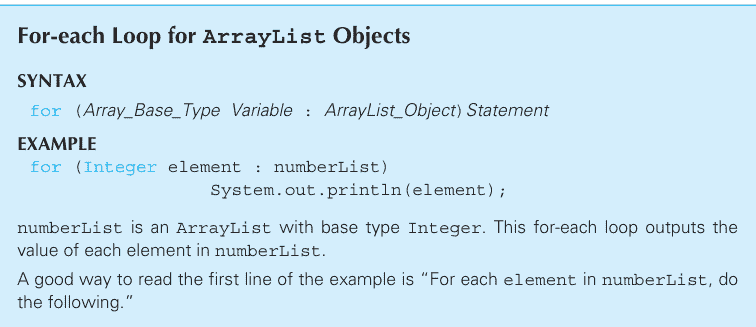 For-each Loop for ArrayList Objects
SYNTAX
for (Array_Base_Type Variable : ArrayList_Object) Statement
EXAMPLE
for (Integer element : numberList)
System.out.println(element);
numberList is an ArrayList with base type Integer. This for-each loop outputs the
value of each element in numberList.
A good way to read the first line of the example is “For each element in numberList, do
the following.”